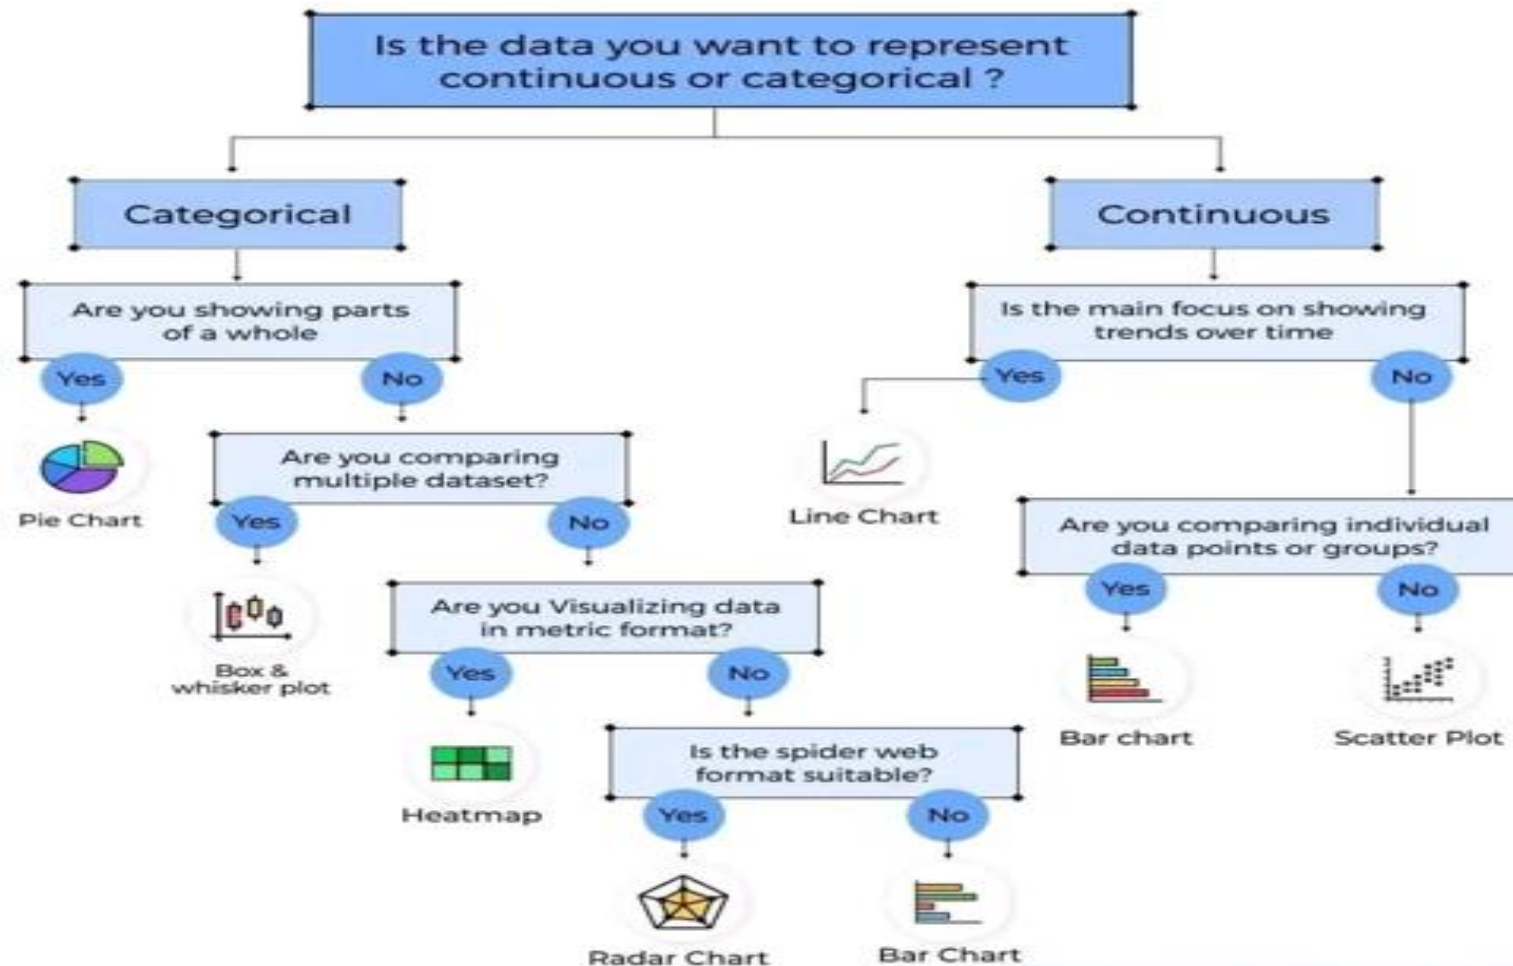 Is the data you want to represent
continuous or categorical ?
Categorical
Continuous
Are you showing parts
of a whole
Is the main focus on showing
trends over time
Yes
No
Yes
No
Pie Chart
Are you comparing
multiple dataset?
Line Chart
Are you comparing individual
data points or groups?
Yes
No
Yes
No
Box &
whisker plot
Are you Visualizing data
in metric format?
Bar chart
Scatter Plot
Yes
No
Heatmap
Is the spider web
format suitable?
Yes
No
Radar Chart
Bar Chart